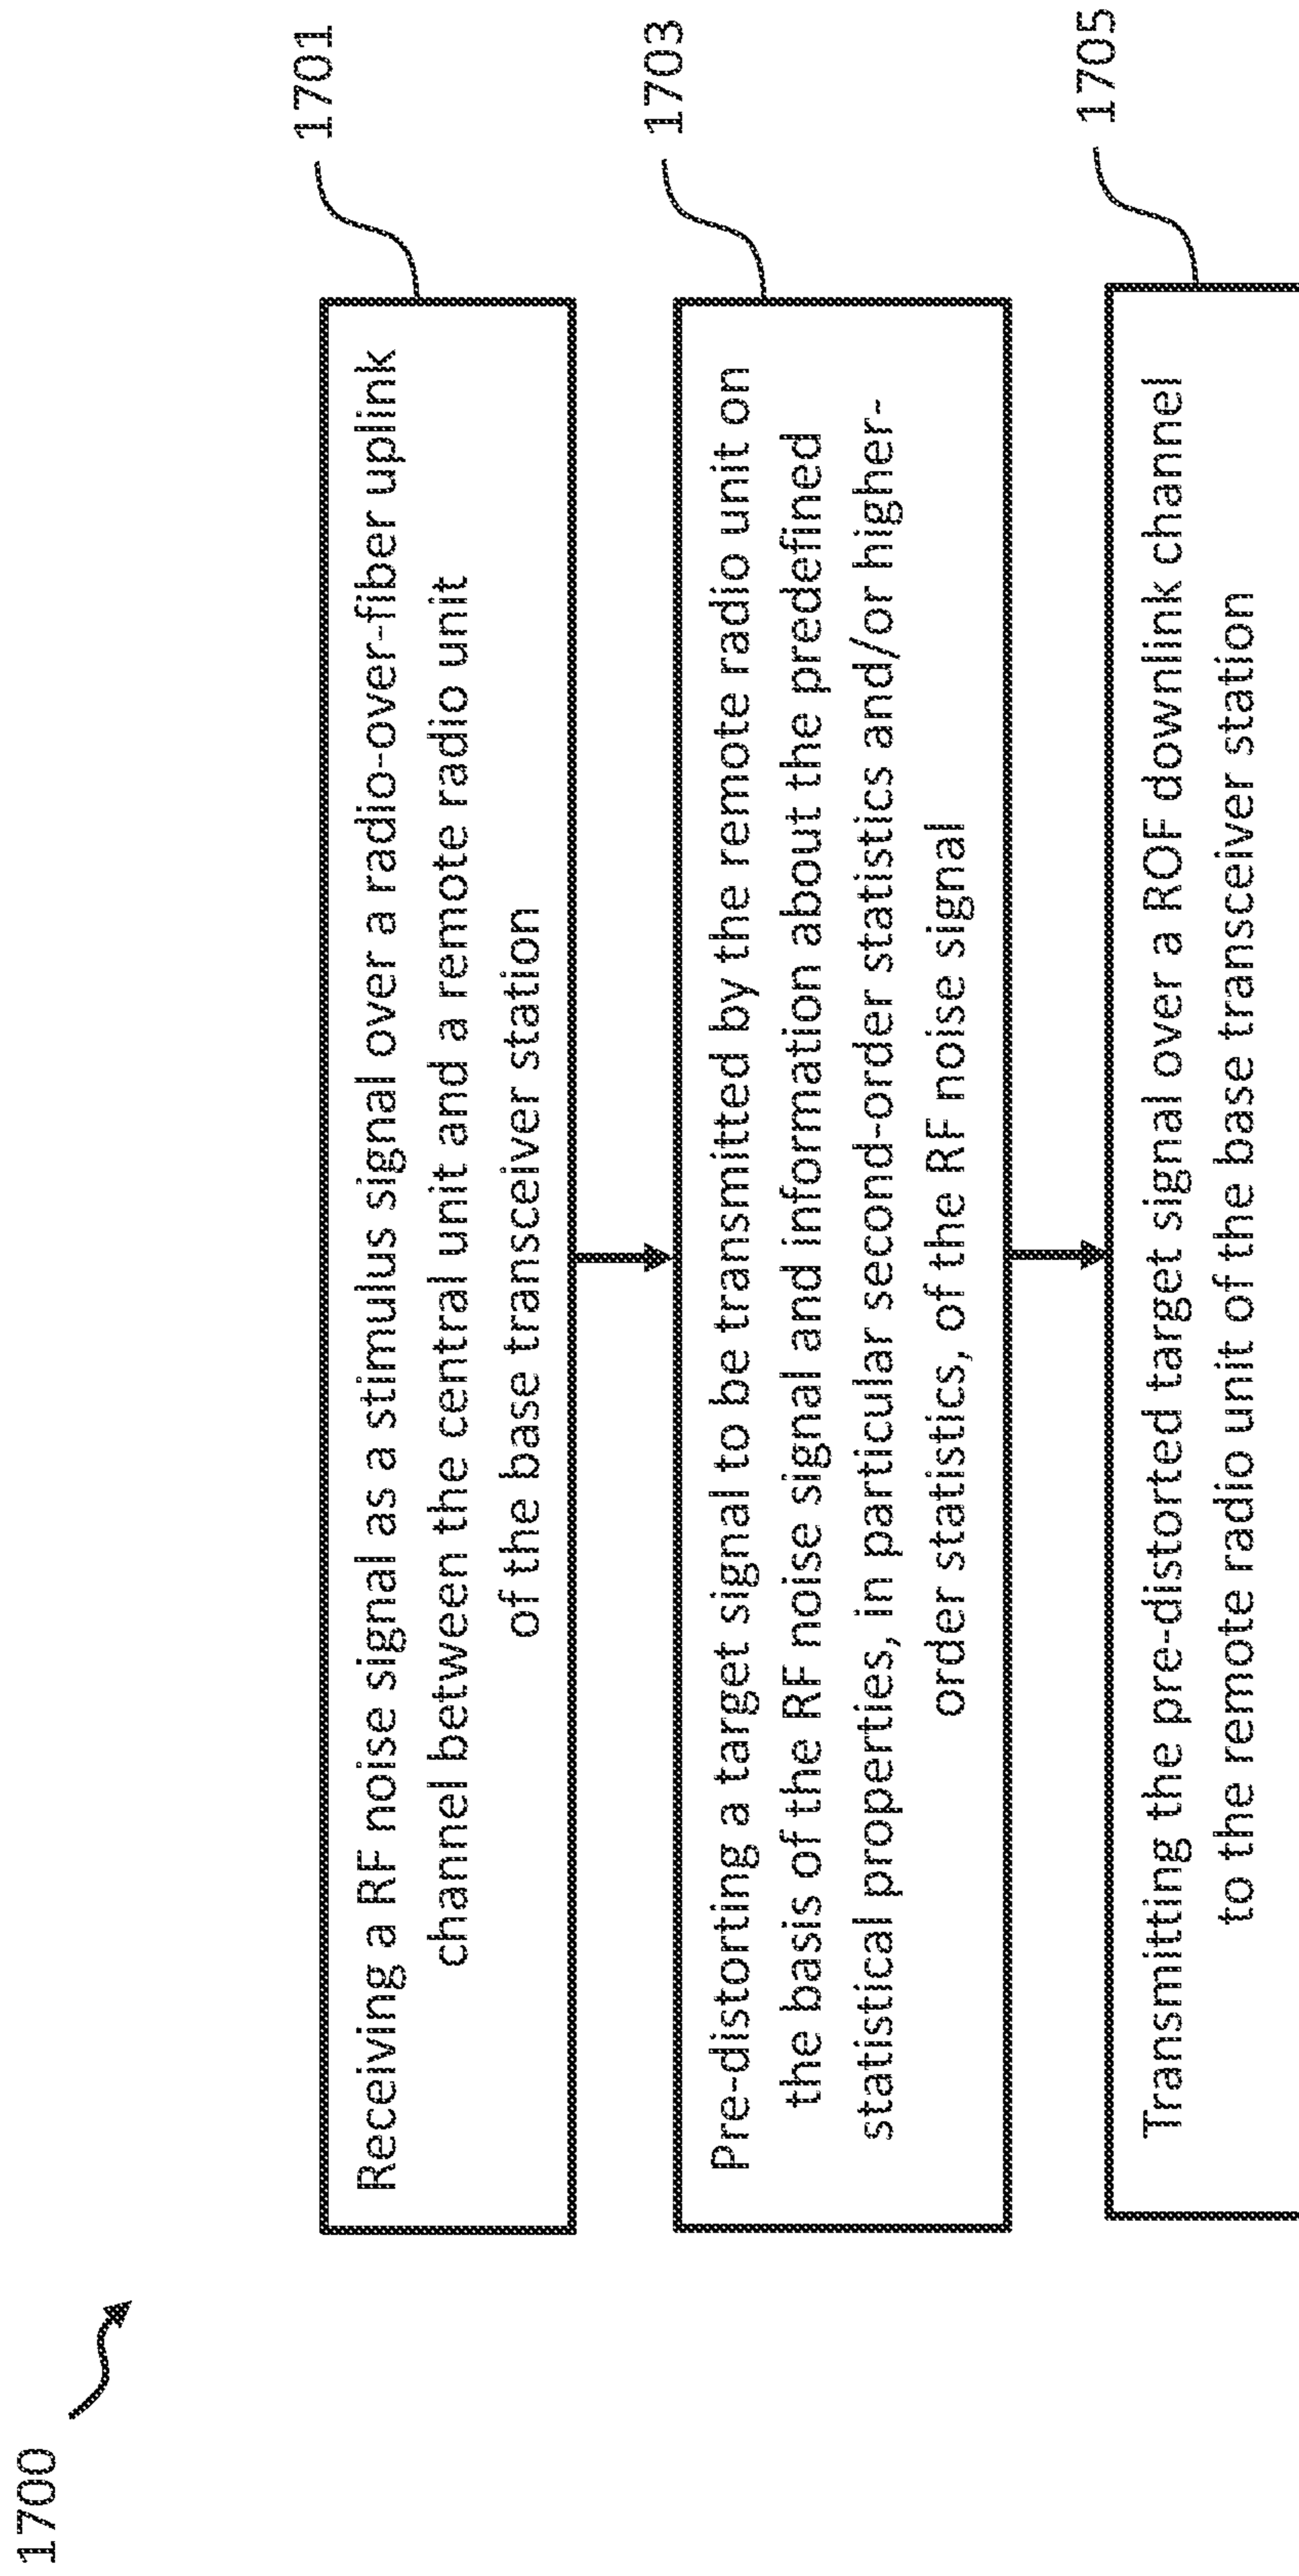 1700
Receiving a RF noise signal as a stimulus signal over a radio-over-fiber uplink
channel between the central unit and a remote radio unit
of the base transceiver station
1701
Pre-distorting a target signal to be transmitted by the remote radio unit on
the basis of the RF noise signal and information about the predefined
statistical properties, in particular second-order statistics and/or higher-
order statistics, of the RF noise signal
1703
Transmitting the pre-distorted target signal over a ROF downlink channel
to the remote radio unit of the base transceiver station
1705